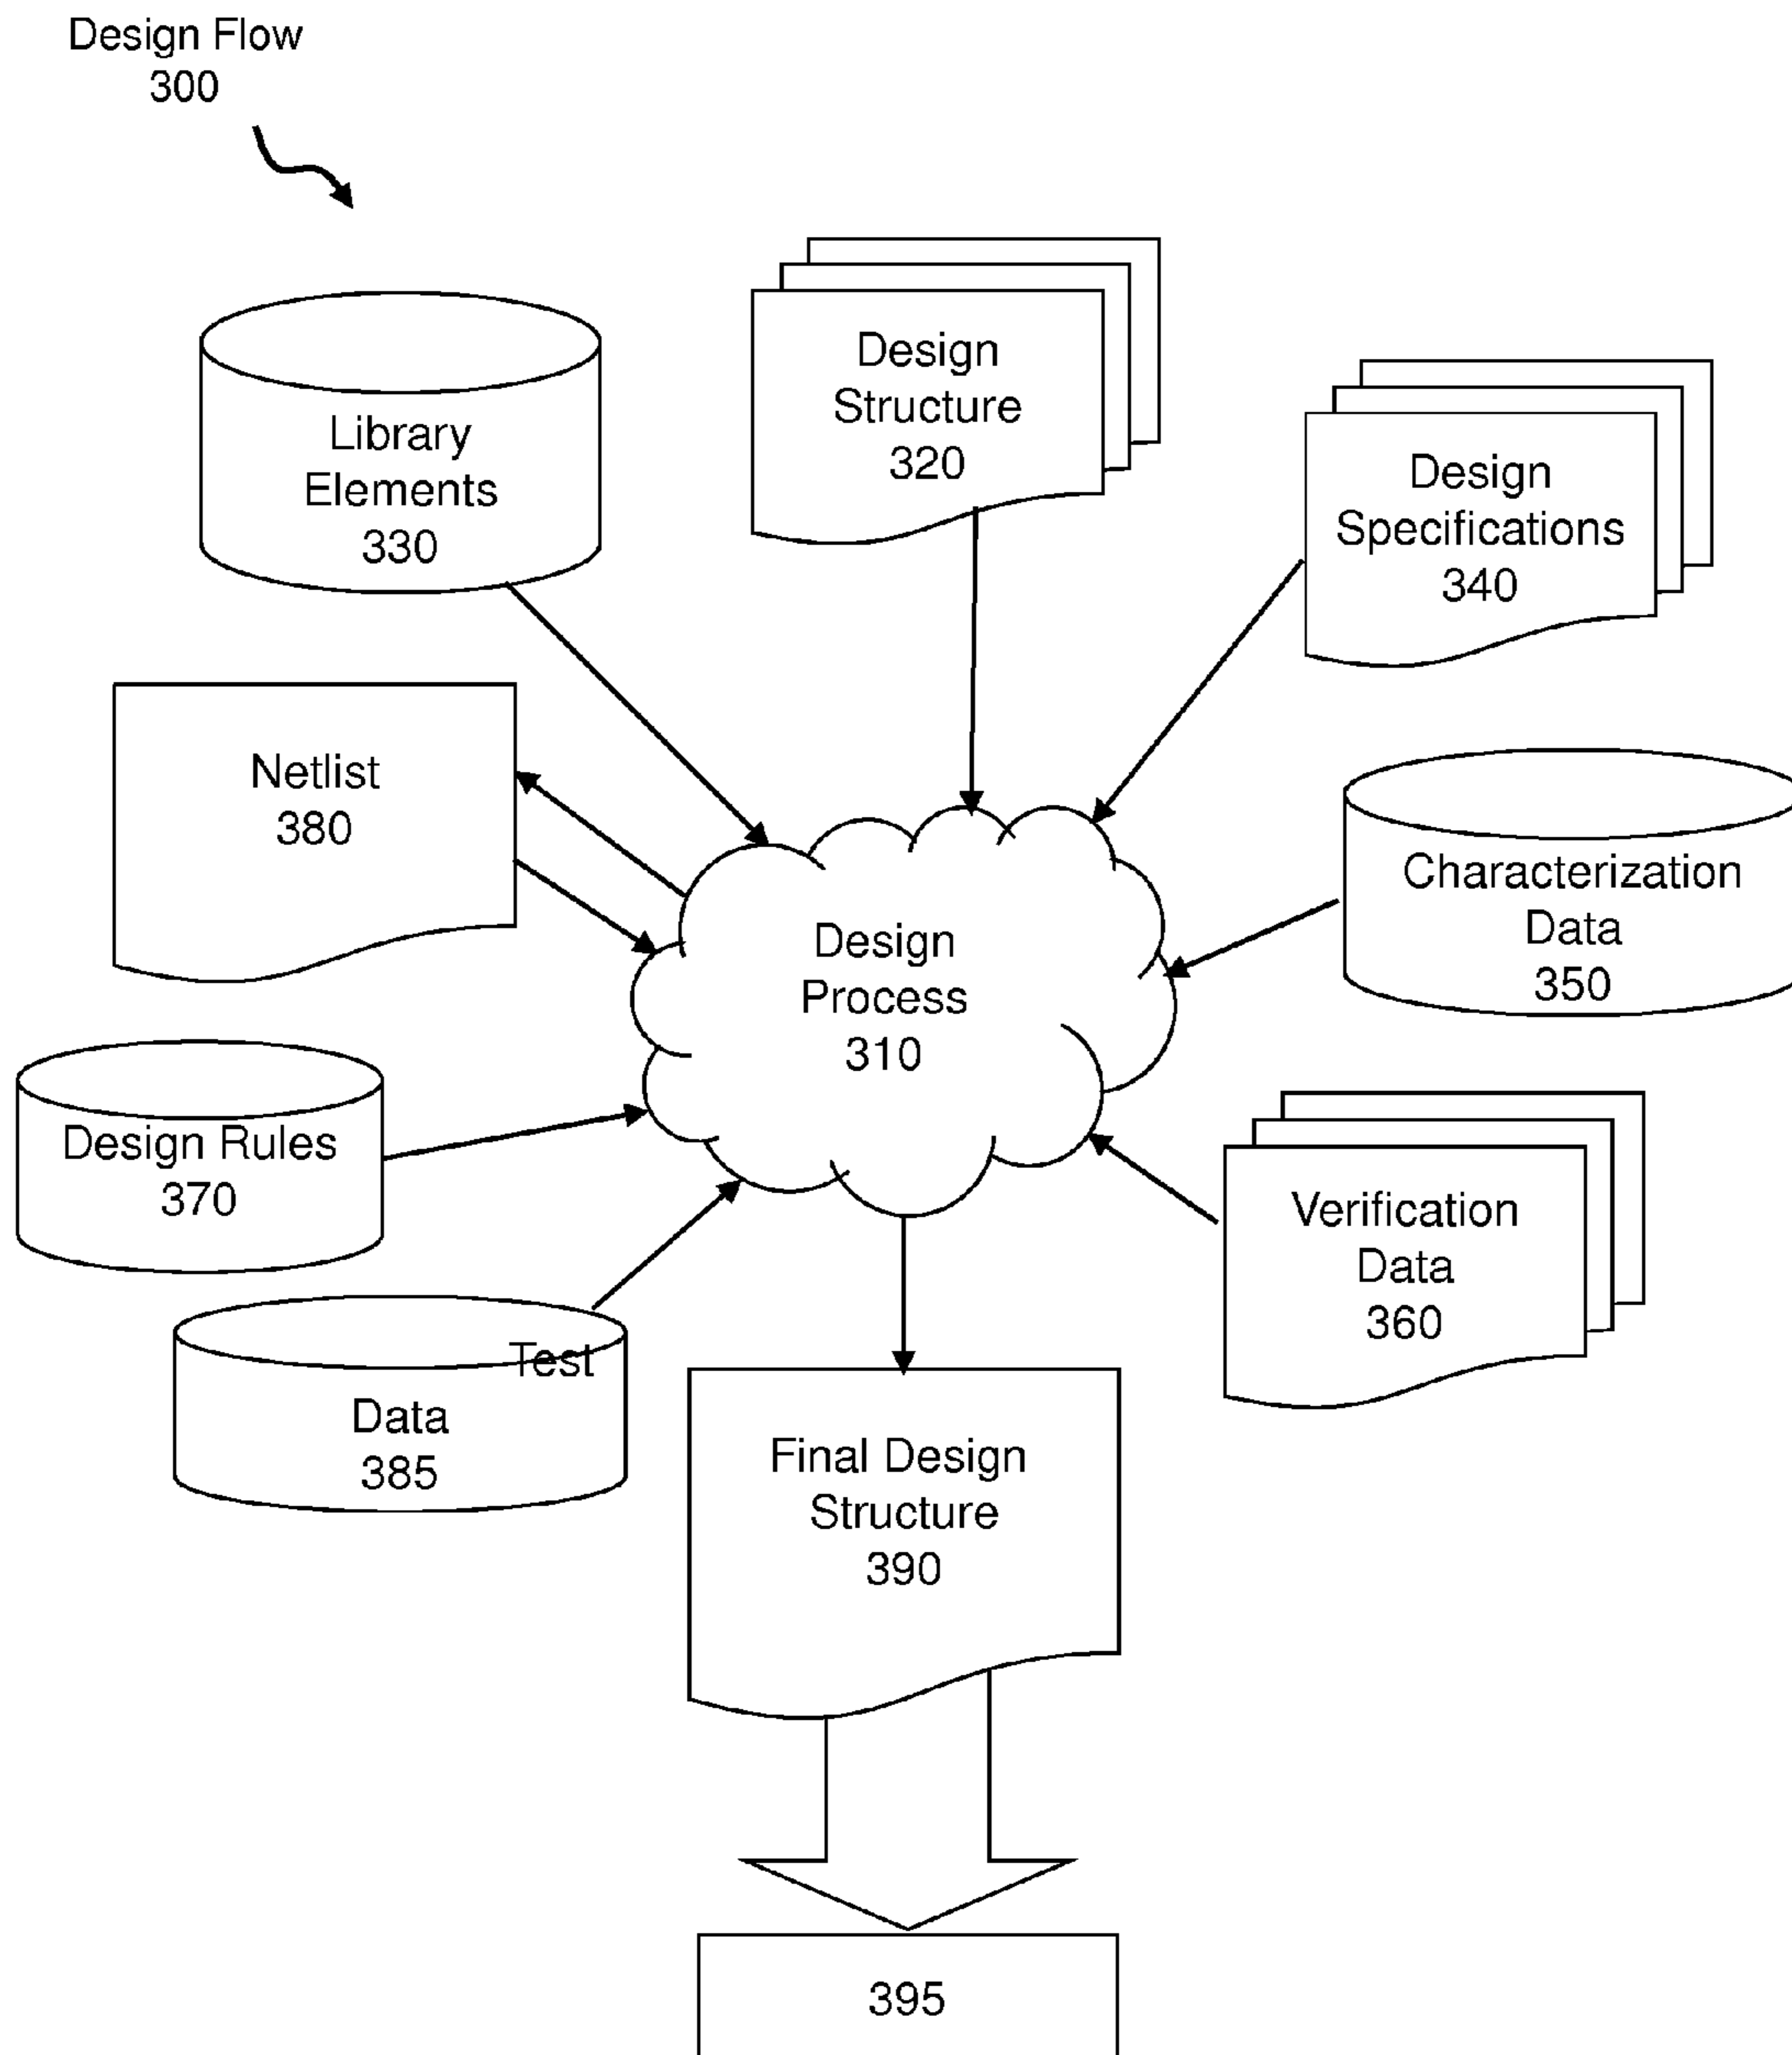 Design Flow
300
Design
Structure
320
Library
Elements
330
Design
Specifications
340
Netlist
380
Characterization
Data
350
Design
Process
310
Design Rules
370
Verification
Data
360
Test
Data
385
Final Design
Structure
390
395